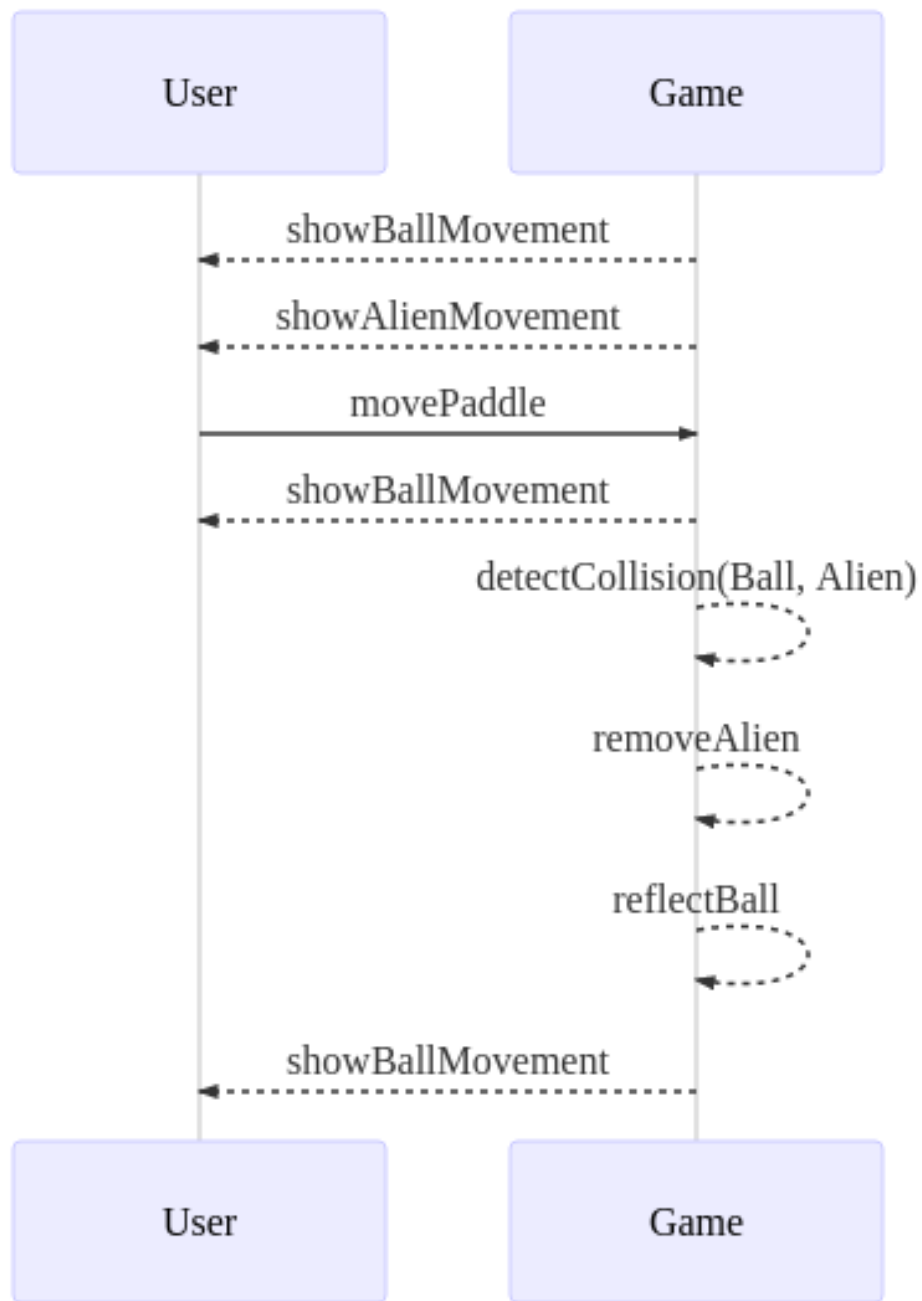 User
Game
showBallMovement
showAlienMovement
movePaddle
showBallMovement
detectCollision(Ball, Alien)
removeAlien
reflectBall
showBallMovement
User
Game